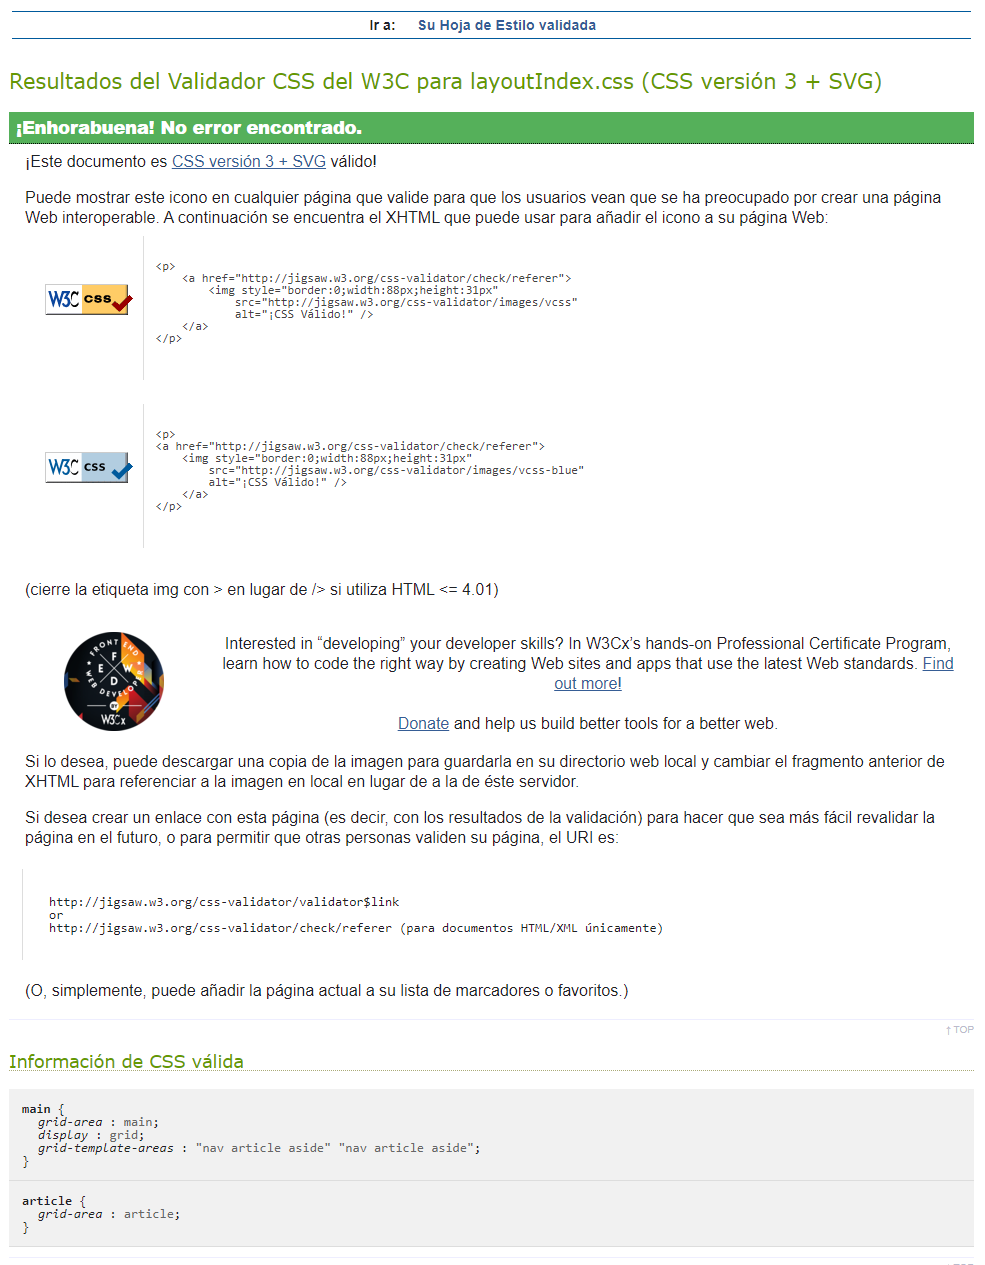 Ir a: Su Hoja de Estilo validada
Resultados del Validador CSS del W3C para layoutIndex.css (CSS versión 3 + SVG)
¡Enhorabuena! No error encontrado.
¡Este documento es CSS versión 3 + SVG válido!
Puede mostrar este icono en cualquier página que valide para que los usuarios vean que se ha preocupado por crear una página
Web interoperable. A continuación se encuentra el XHTML que puede usar para añadir el icono a su página Web:
W3C css
<p>
    <a href="http://jigsaw.w3.org/css-validator/check/referer">
        <img style="border:0;width:88px;height:31px"
            src="http://jigsaw.w3.org/css-validator/images/vcss"
            alt="¡CSS Válido!" />
    </a>
</p>
W3C css
<p>
<a href="http://jigsaw.w3.org/css-validator/check/referer">
    <img style="border:0;width:88px;height:31px"
        src="http://jigsaw.w3.org/css-validator/images/vcss-blue"
        alt="¡CSS Válido!" />
    </a>
</p>
(cierre la etiqueta img con > en lugar de /> si utiliza HTML <= 4.01)
FRONT END
WEB DEVELOPER
F
E W
D
BY
W3Cx
Interested in “developing” your developer skills? In W3Cx’s hands-on Professional Certificate Program,
learn how to code the right way by creating Web sites and apps that use the latest Web standards. Find
out more!
Donate and help us build better tools for a better web.
Si lo desea, puede descargar una copia de la imagen para guardarla en su directorio web local y cambiar el fragmento anterior de
XHTML para referenciar a la imagen en local en lugar de a la de éste servidor.
Si desea crear un enlace con esta página (es decir, con los resultados de la validación) para hacer que sea más fácil revalidar la
página en el futuro, o para permitir que otras personas validen su página, el URI es:
http://jigsaw.w3.org/css-validator/validator$link
or
http://jigsaw.w3.org/css-validator/check/referer (para documentos HTML/XML únicamente)
(O, simplemente, puede añadir la página actual a su lista de marcadores o favoritos.)
↑ TOP
Información de CSS válida
main {
  grid-area : main;
  display : grid;
  grid-template-areas : "nav article aside" "nav article aside";
}
article {
  grid-area : article;
}